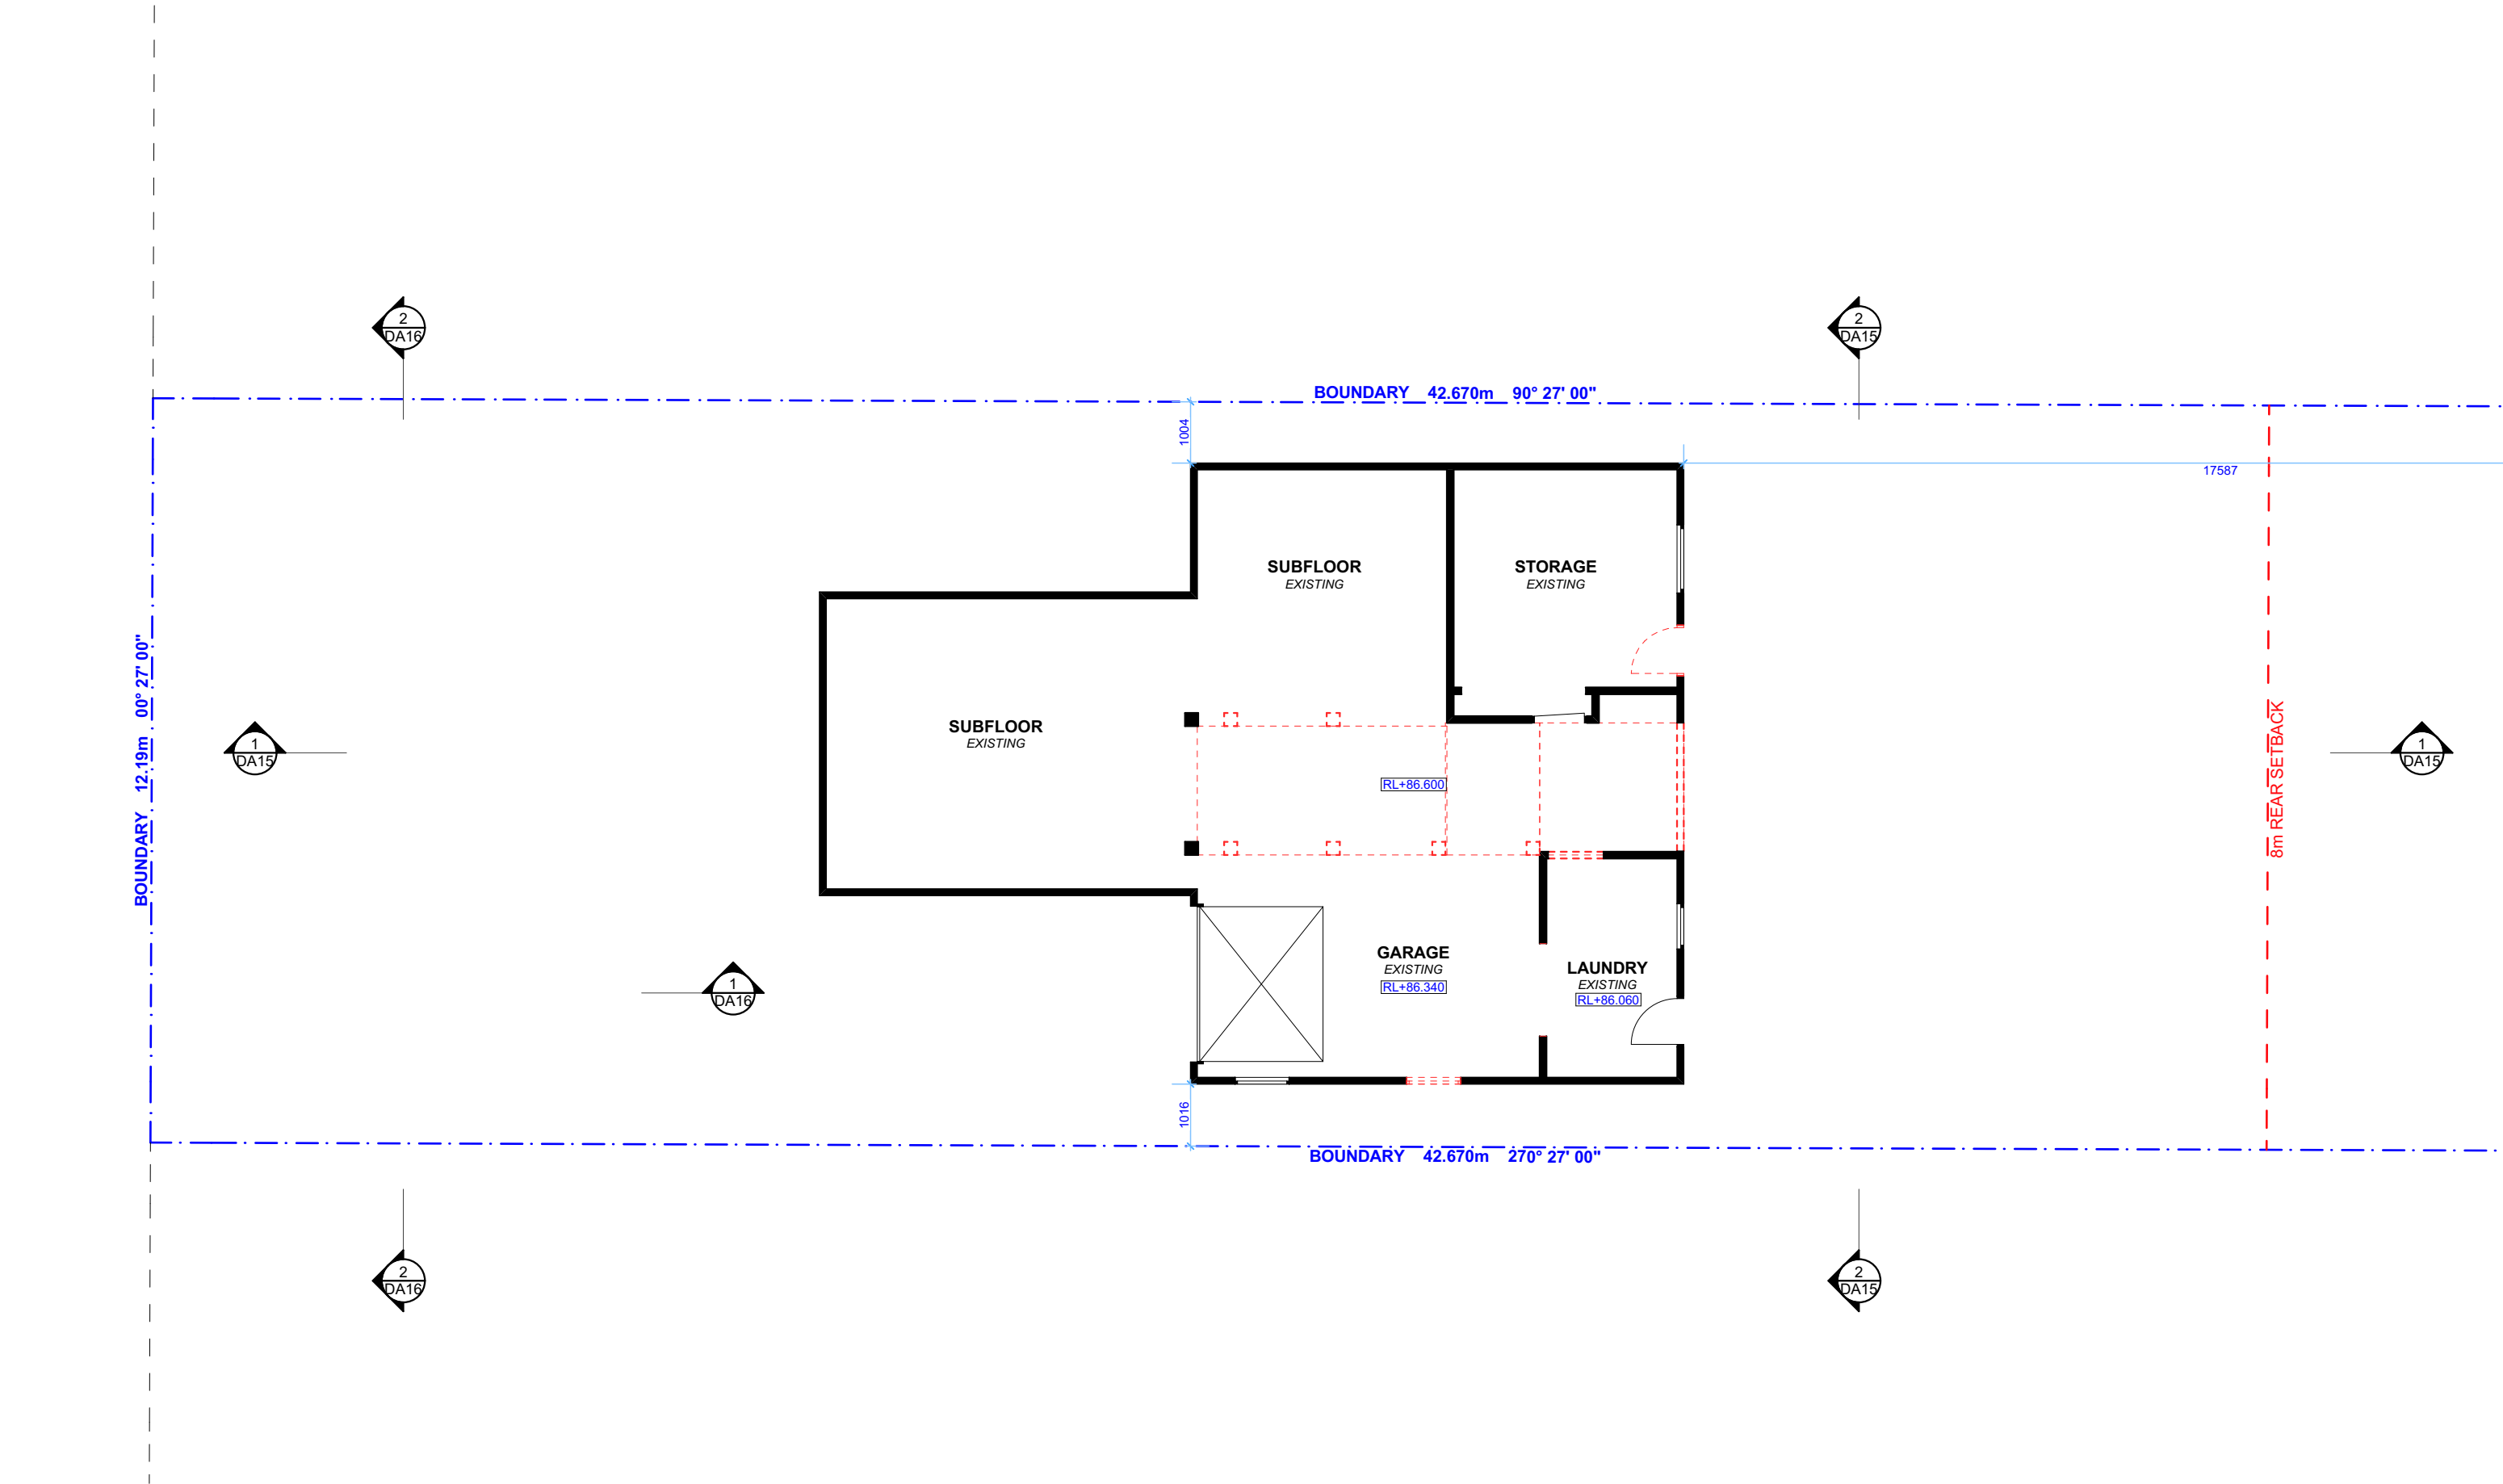 2
DA16
2
DA15
BOUNDARY 42.670m 90° 27' 00"
1004
17587
SUBFLOOR
EXISTING
STORAGE
EXISTING
BOUNDARY 12.19m 00° 27' 00"
SUBFLOOR
EXISTING
1
DA15
1
DA15
8m REAR SETBACK
RL+86.600
GARAGE
EXISTING
RL+86.340
LAUNDRY
EXISTING
RL+86.060
1
DA16
1016
BOUNDARY 42.670m 270° 27' 00"
2
DA16
2
DA15